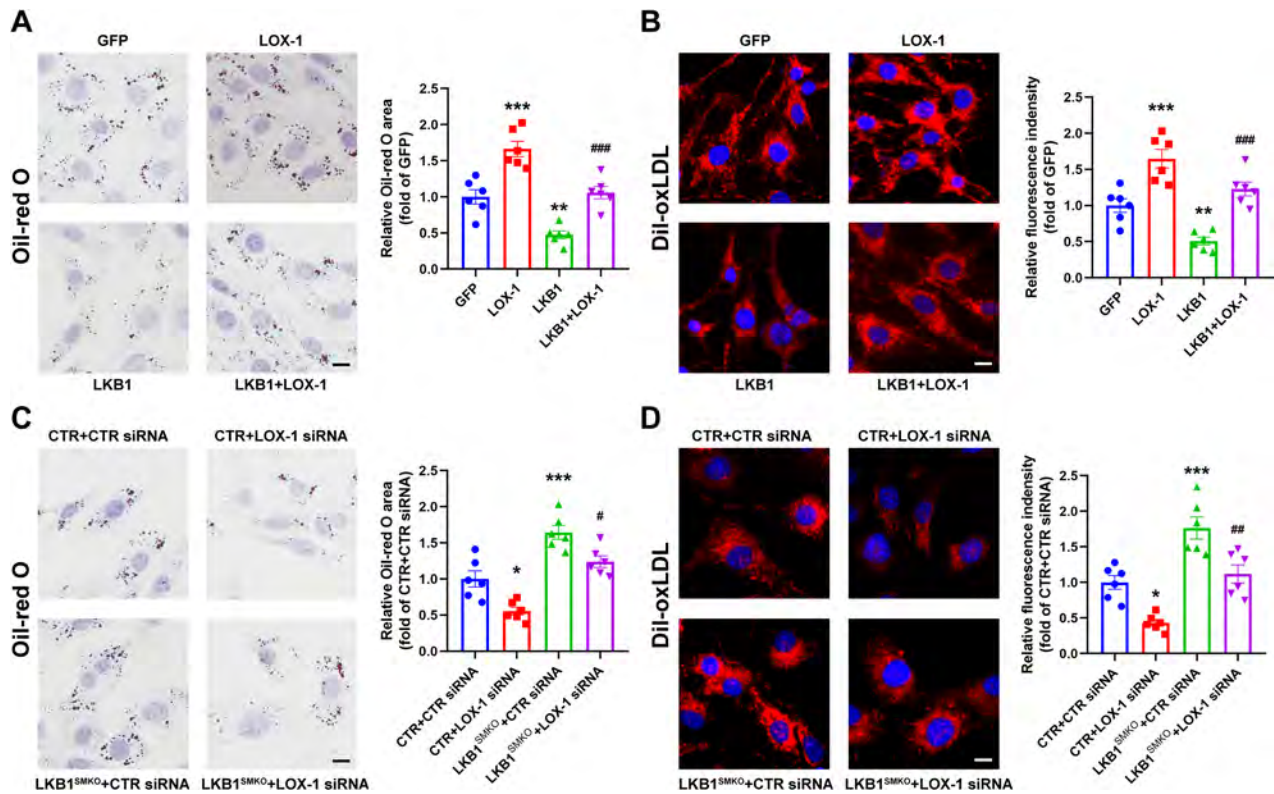 A
GFP
LOX-1
Oil-red O
LKB1
LKB1+LOX-1
Relative Oil-red O area
(fold of GFP)
2.5
2.0
1.5
1.0
0.5
0.0
***
**
###
GFP
LOX-1
LKB1
LKB1+LOX-1
B
GFP
LOX-1
Dil-oxLDL
LKB1
LKB1+LOX-1
Relative fluorescence indensity
(fold of GFP)
2.5
2.0
1.5
1.0
0.5
0.0
***
**
###
GFP
LOX-1
LKB1
LKB1+LOX-1
C
CTR+CTR siRNA
CTR+LOX-1 siRNA
Oil-red O
LKB1SMKO+CTR siRNA
LKB1SMKO+LOX-1 siRNA
Relative Oil-red O area
(fold of CTR+CTR siRNA)
2.5
2.0
1.5
1.0
0.5
0.0
*
***
#
CTR+CTR siRNA
CTR+LOX-1 siRNA
LKB1SMKO+CTR siRNA
LKB1SMKO+LOX-1 siRNA
D
CTR+CTR siRNA
CTR+LOX-1 siRNA
Dil-oxLDL
LKB1SMKO+CTR siRNA
LKB1SMKO+LOX-1 siRNA
Relative fluorescence indensity
(fold of CTR+CTR siRNA)
2.5
2.0
1.5
1.0
0.5
0.0
*
***
##
CTR+CTR siRNA
CTR+LOX-1 siRNA
LKB1SMKO+CTR siRNA
LKB1SMKO+LOX-1 siRNA